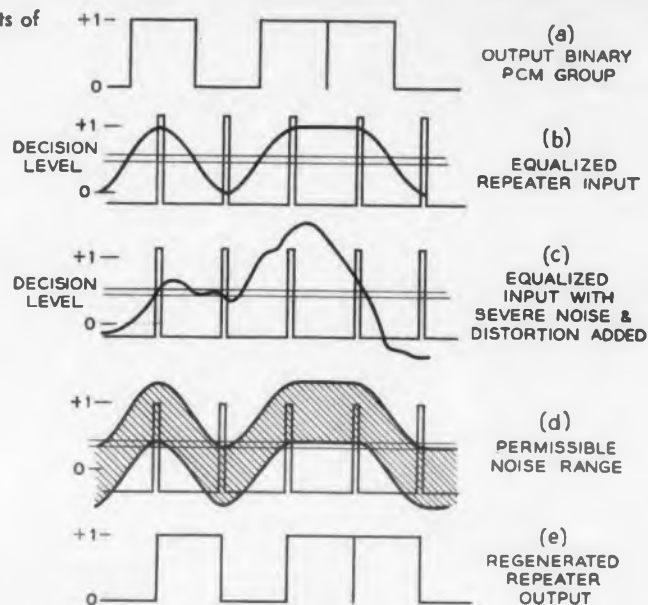 ts of
+1
0
(a)
OUTPUT BINARY
PCM GROUP
+1
DECISION
LEVEL
0
(b)
EQUALIZED
REPEATER INPUT
+1
DECISION
LEVEL
0
(c)
EQUALIZED
INPUT WITH
SEVERE NOISE &
DISTORTION ADDED
+1
0
(d)
PERMISSIBLE
NOISE RANGE
+1
0
(e)
REGENERATED
REPEATER
OUTPUT